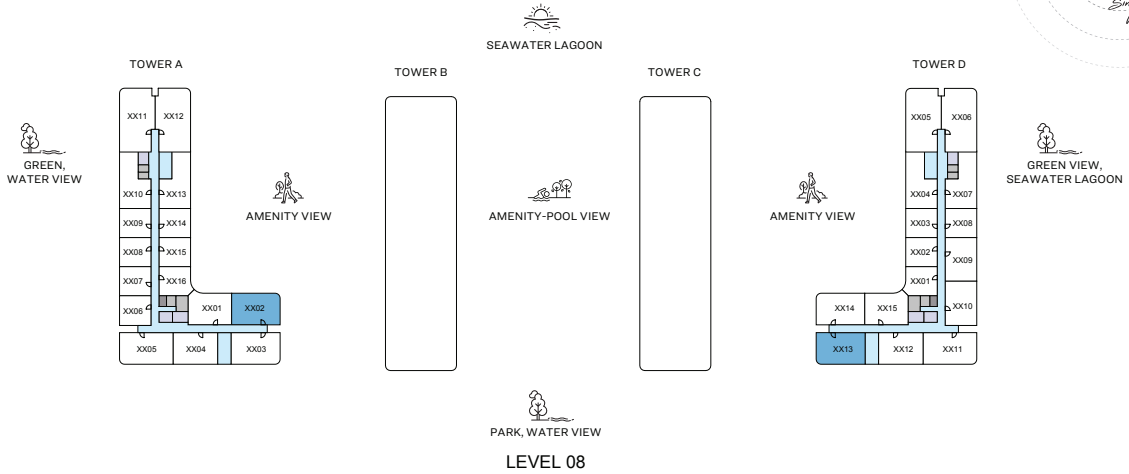 SEAWATER LAGOON
TOWER A
TOWER B
TOWER C
TOWER D
GREEN,
WATER VIEW
AMENITY VIEW
AMENITY-POOL VIEW
AMENITY VIEW
GREEN VIEW,
SEAWATER LAGOON
XX11 XX12
XX10 XX13
XX09 XX14
XX08 XX15
XX07 XX16
XX06 XX01 XX02
XX05 XX04 XX03
XX05 XX06
XX04 XX07
XX03 XX08
XX02 XX09
XX01
XX14 XX15 XX10
XX13 XX12 XX11
PARK, WATER VIEW
LEVEL 08